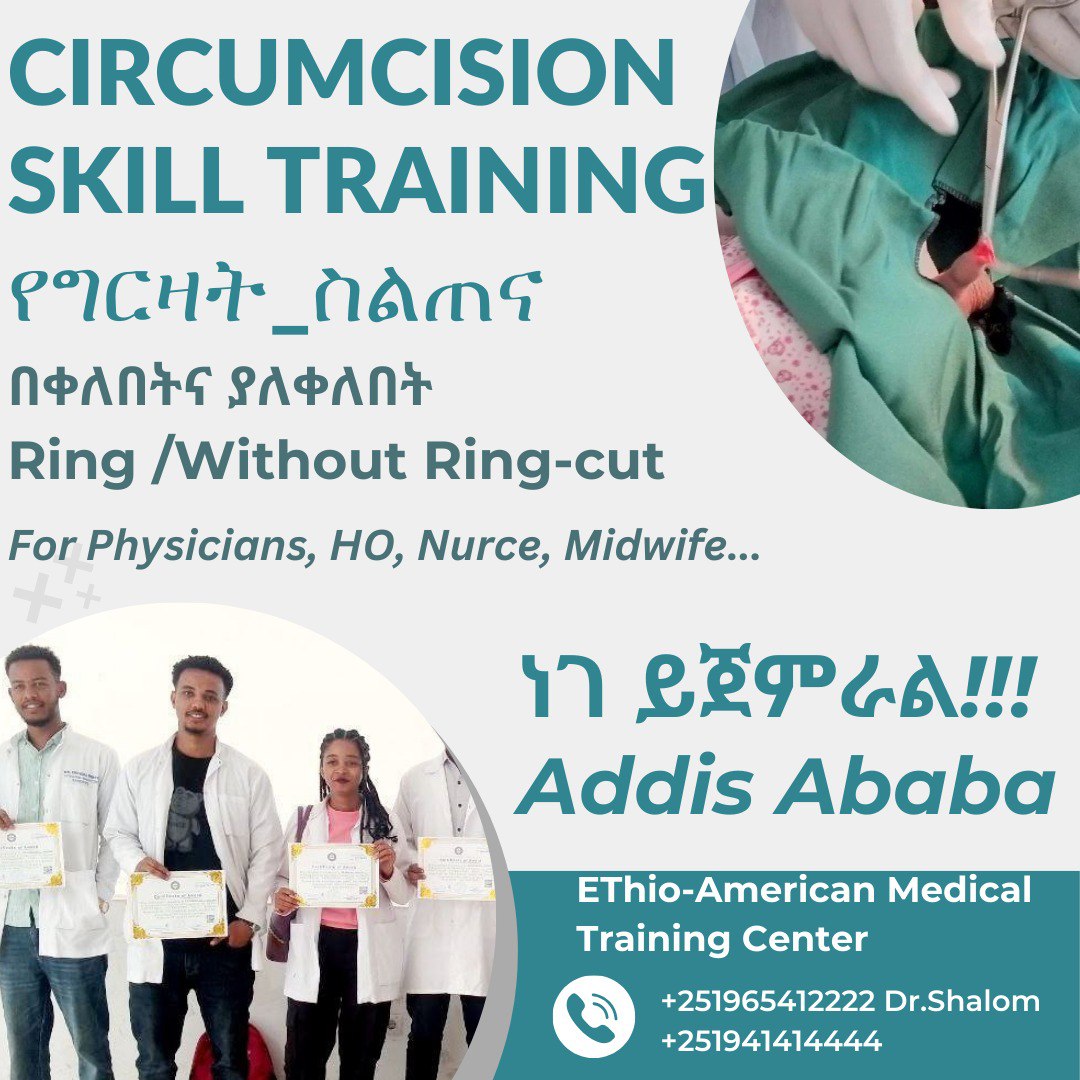 CIRCUMCISION
SKILL TRAINING
የግርዛት_ስልጠና
በቀለበትና ያለቀለበት
Ring /Without Ring-cut
For Physicians, HO, Nurce, Midwife...
ነገ ይጀምራል!!!
Addis Ababa
EThio-American Medical
Training Center
+251965412222 Dr.Shalom
+251941414444